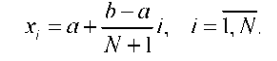 x_i = a + \frac{b-a}{N+1} i, \quad i = \overline{1, N}.